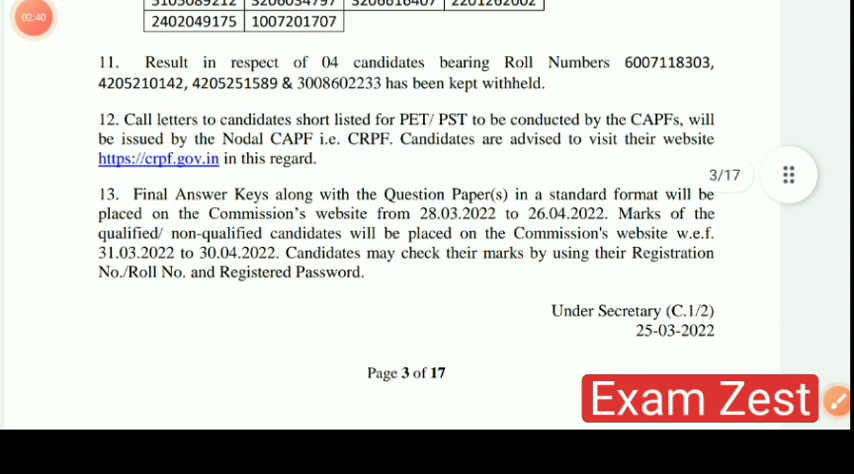 02:40
5105089212 3206034797 3206616407 2201262002
2402049175 1007201707
11. Result in respect of 04 candidates bearing Roll Numbers 6007118303,
4205210142, 4205251589 & 3008602233 has been kept withheld.
12. Call letters to candidates short listed for PET/ PST to be conducted by the CAPFs, will
be issued by the Nodal CAPF i.e. CRPF. Candidates are advised to visit their website
https://crpf.gov.in in this regard.
3/17
13. Final Answer Keys along with the Question Paper(s) in a standard format will be
placed on the Commission's website from 28.03.2022 to 26.04.2022. Marks of the
qualified/ non-qualified candidates will be placed on the Commission's website w.e.f.
31.03.2022 to 30.04.2022. Candidates may check their marks by using their Registration
No./Roll No. and Registered Password.
Under Secretary (C.1/2)
25-03-2022
Page 3 of 17
Exam Zest